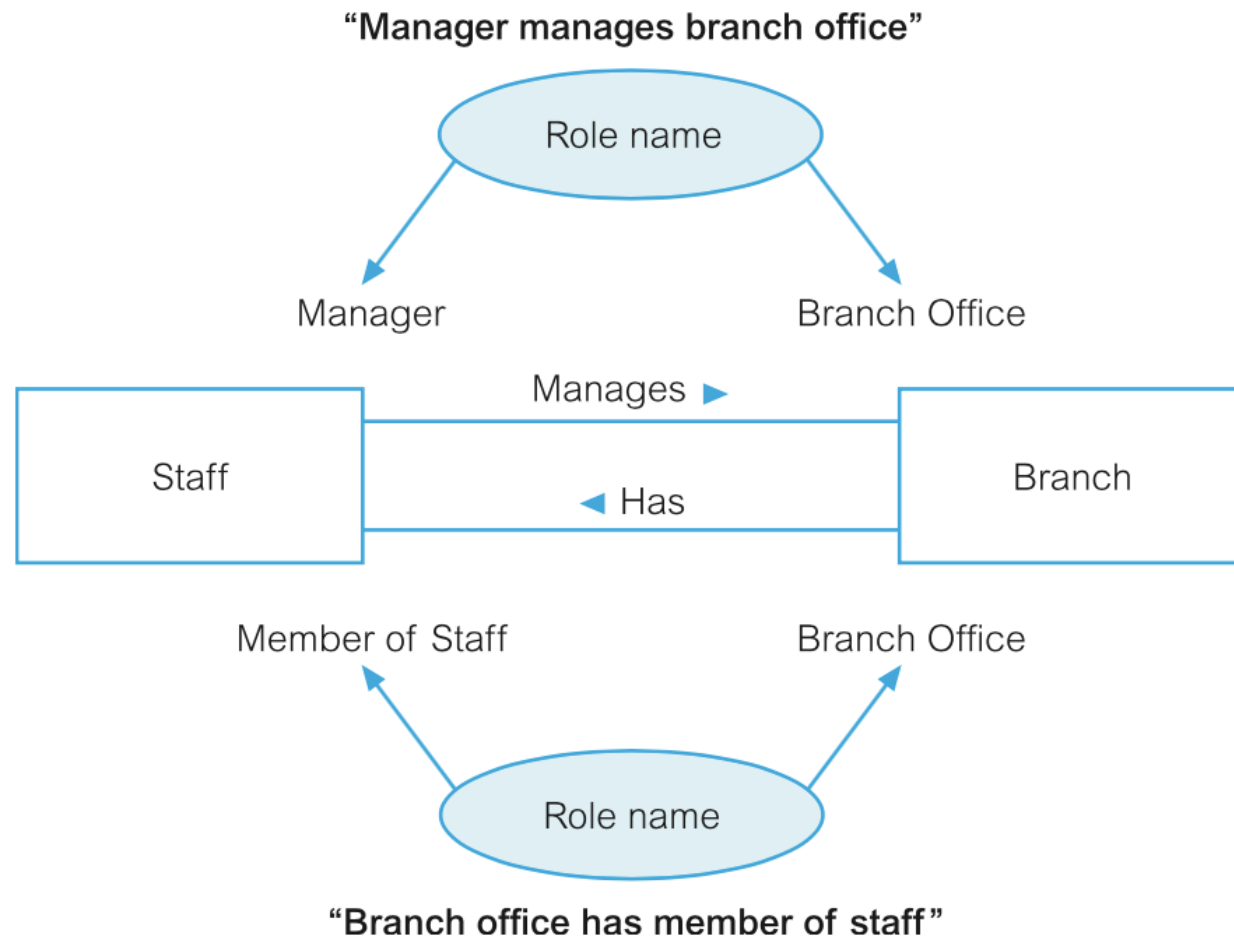 “Manager manages branch office”
Role name
Manager
Branch Office
Manages
Staff
Branch
Has
Member of Staff
Branch Office
Role name
“Branch office has member of staff”